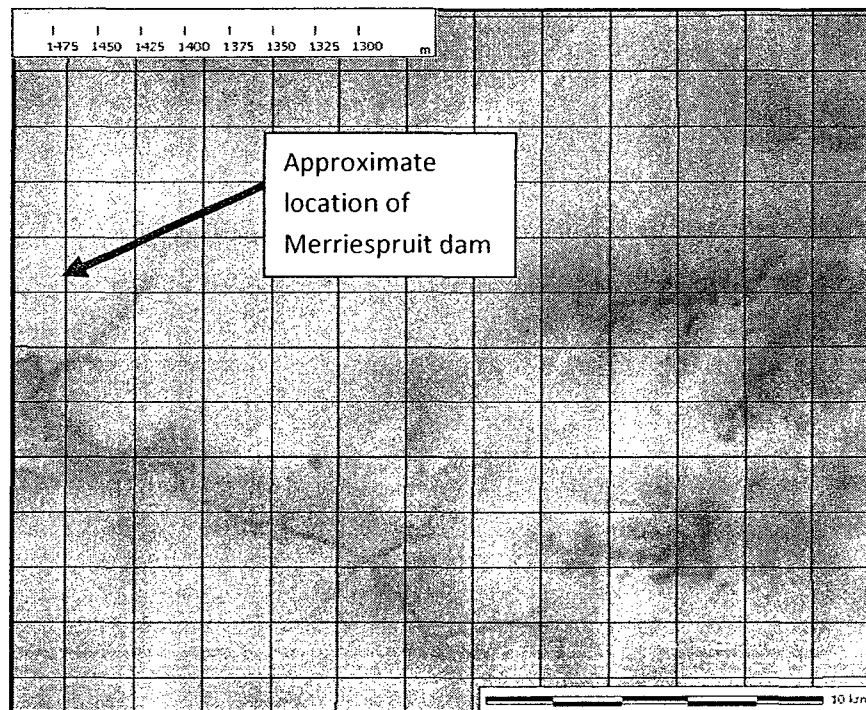 1475 1450 1425 1400 1375 1350 1325 1300 m
Approximate
location of
Merriespruit dam
10 km